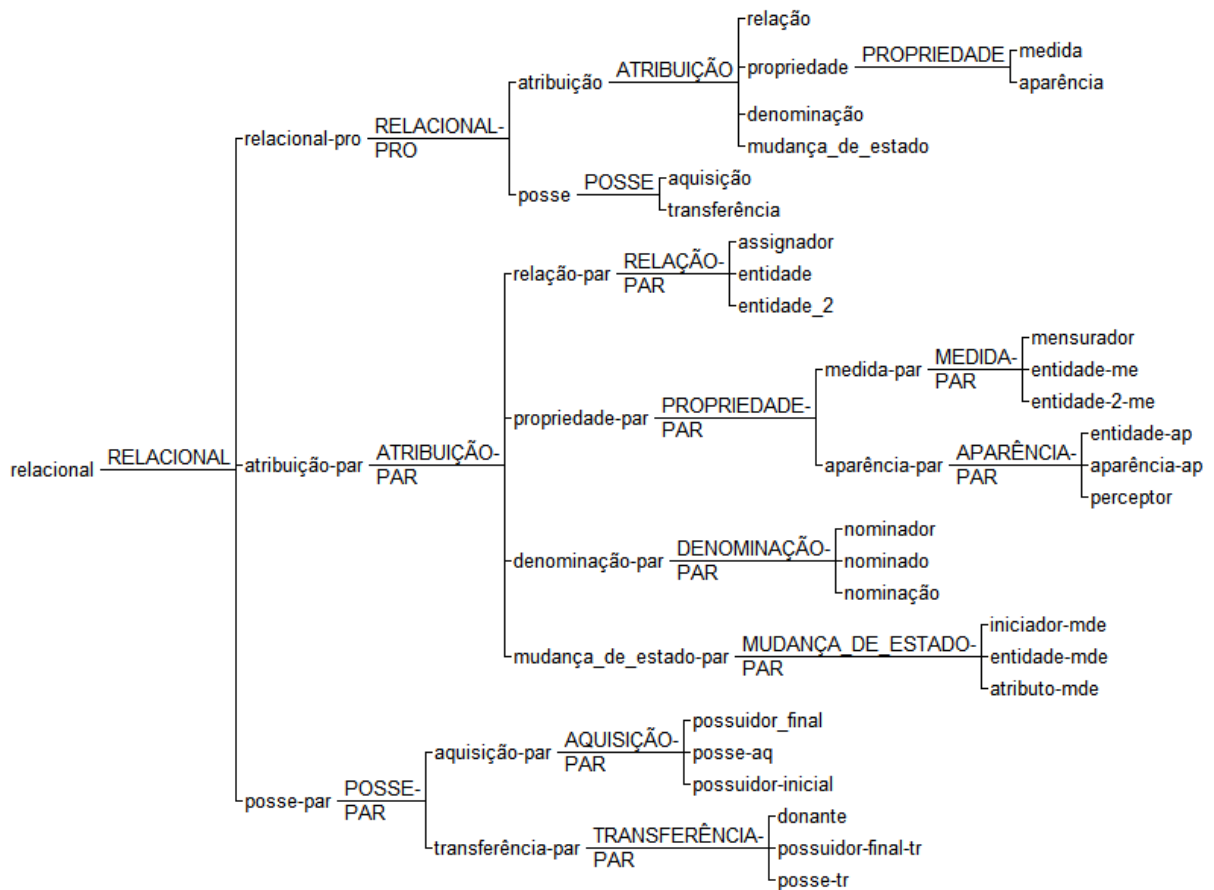 relação
propriedade PROPRIEDADE medida
aparência
atribuição ATRIBUIÇÃO
denominação
mudança_de_estado
relacional-pro RELACIONAL-
PRO
posse POSSE aquisição
transferência
assignador
relação-par RELAÇÃO-
PAR
entidade
entidade_2
mensurador
medida-par MEDIDA-
PAR
entidade-me
entidade-2-me
propriedade-par PROPRIEDADE-
PAR
entidade-ap
aparência-par APARÊNCIA-
PAR
aparência-ap
perceptor
relacional RELACIONAL
atribuição-par ATRIBUIÇÃO-
PAR
nominador
denominação-par DENOMINAÇÃO-
PAR
nominado
nominação
iniciador-mde
mudança_de_estado-par MUDANÇA_DE_ESTADO-
PAR
entidade-mde
atributo-mde
possuidor_final
aquisição-par AQUISIÇÃO-
PAR
posse-aq
possuidor-inicial
posse-par POSSE-
PAR
donante
transferência-par TRANSFERÊNCIA-
PAR
possuidor-final-tr
posse-tr